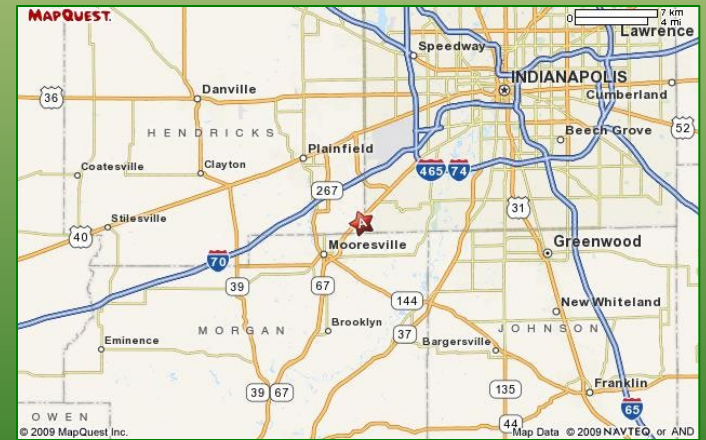 MAPQUEST.
0 7 km
4 mi
Lawrence
Speedway
INDIANAPOLIS
Danville
Cumberland
36
HENDRICKS
52
Beech Grove
Plainfield
Coatesville
Clayton
465 74
267
31
Stilesville
A
40
Mooresville
Greenwood
70
39
67
144
New Whiteland
MORGAN
Brooklyn
JOHNSON
37
Eminence
Bargersville
39 67
135
Franklin
65
OWEN
44
© 2009 MapQuest Inc.
Map Data © 2009 NAVTEQ, or AND